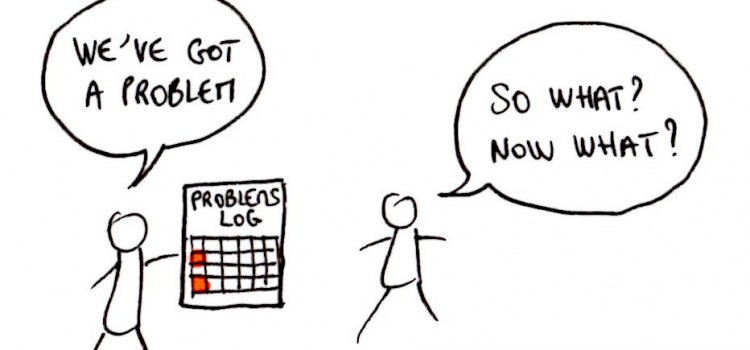 WE'VE GOT
A PROBLEM
PROBLEMS
LOG
SO WHAT?
NOW WHAT?